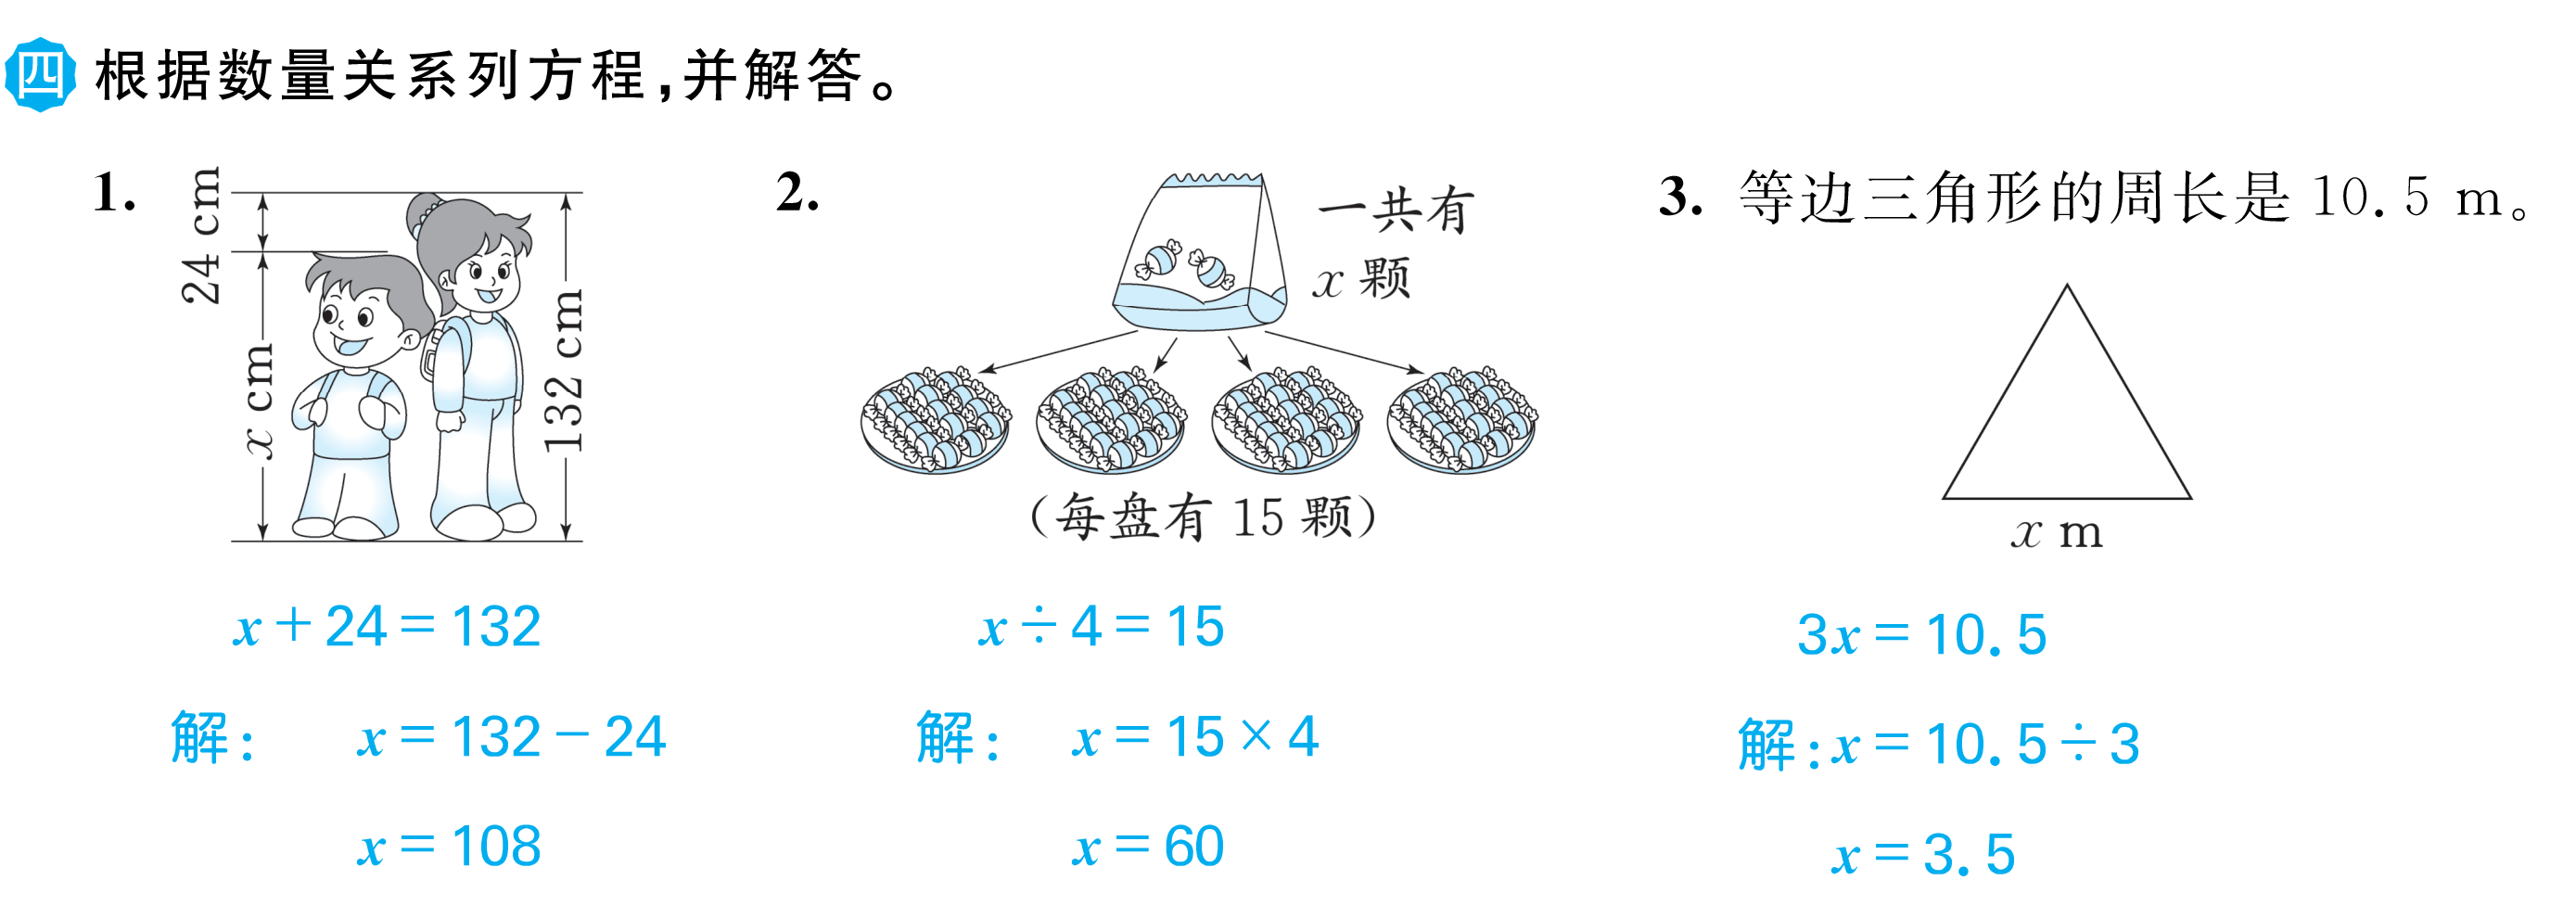 四 根据数量关系列方程,并解答。
1.
24 cm
x cm
132 cm
x+24=132
解: x=132-24
x=108
2.
一共有
x 颗
(每盘有 15 颗)
x÷4=15
解: x=15×4
x=60
3. 等边三角形的周长是 10.5 m。
x m
3x=10.5
解:x=10.5÷3
x=3.5